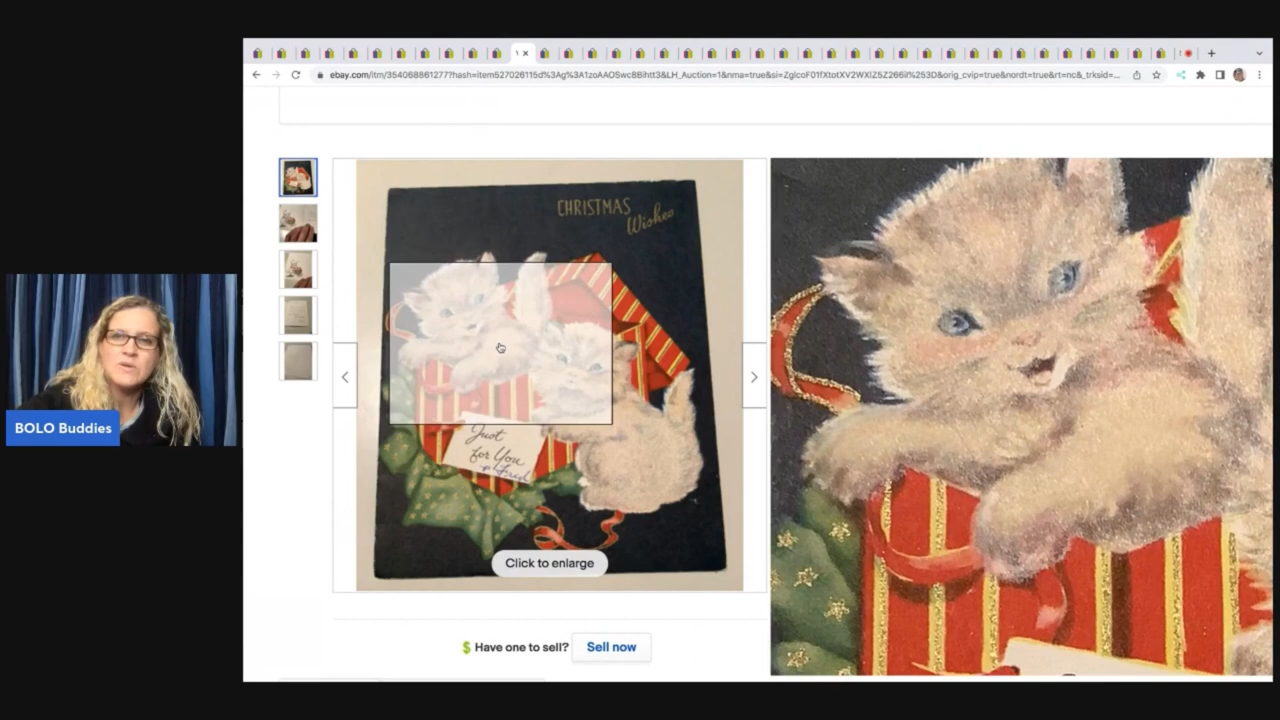 ebay.com/itm/354068861277?hash=item527026115d%3Ag%3A1zoAAOSwc8Bihtt3&LH_Auction=1&nma=true&si=ZgIcoF01fXtotXV2WXIZ5Z266iI%253D&orig_cvip=true&nordt=true&rt=nc&_trksid=...
CHRISTMAS
Wishes
Just
for You
BOLO Buddies
Click to enlarge
$ Have one to sell? Sell now